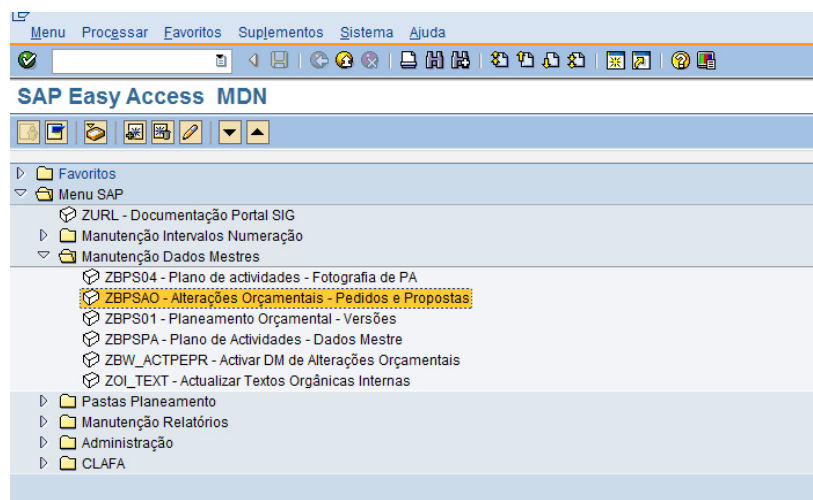 Menu Processar Favoritos Suplementos Sistema Ajuda
SAP Easy Access MDN
Favoritos
Menu SAP
ZURL - Documentação Portal SIG
Manutenção Intervalos Numeração
Manutenção Dados Mestres
ZBPS04 - Plano de actividades - Fotografia de PA
ZBPSAO - Alterações Orçamentais - Pedidos e Propostas
ZBPS01 - Planeamento Orçamental - Versões
ZBPSPA - Plano de Actividades - Dados Mestre
ZBW_ACTPEPR - Activar DM de Alterações Orçamentais
ZOI_TEXT - Actualizar Textos Orgânicas Internas
Pastas Planeamento
Manutenção Relatórios
Administração
CLAFA